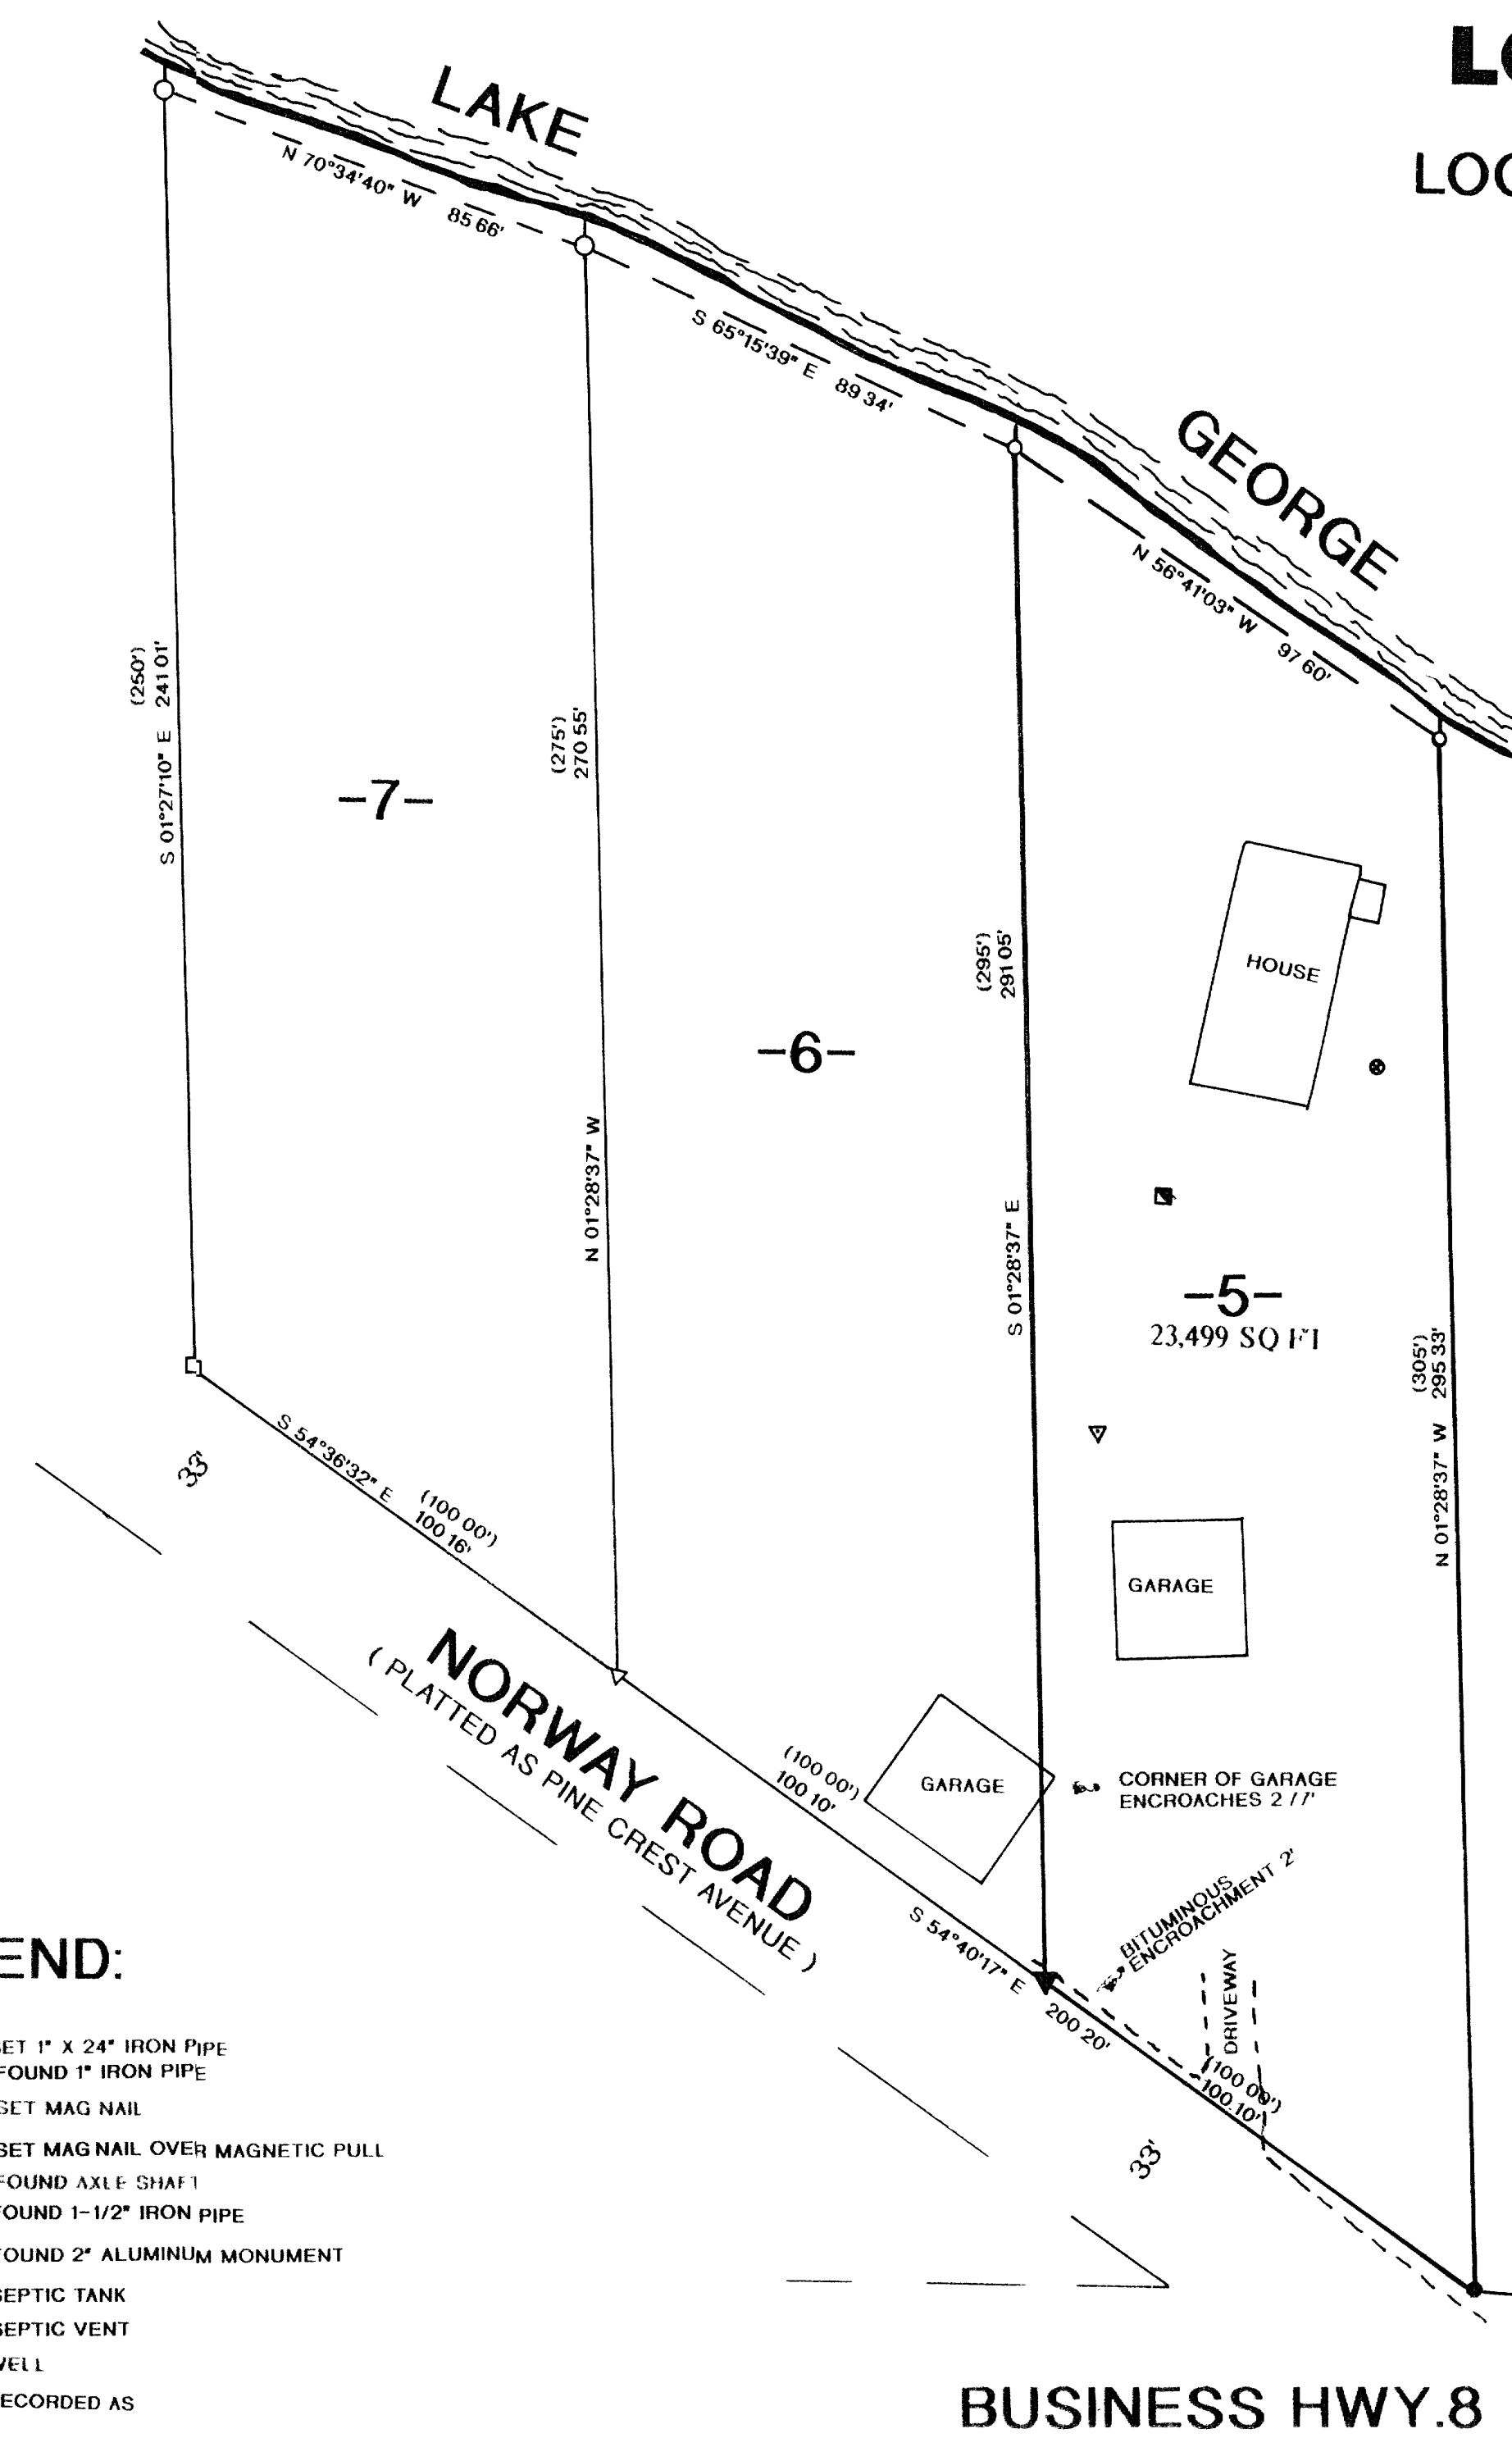 LAKE
N 70°34'40" W 85 66'
S 65°15'39" E 89 34'
GEORGE
N 56°41'03" W 97 60'
(250')
S 01°27'10" E 241 01'
-7-
(275')
270 55'
N 01°28'37" W
-6-
(295')
291 05'
S 01°28'37" E
HOUSE
-5-
23,499 SQ FT
(305')
N 01°28'37" W 295 33'
GARAGE
33'
S 54°36'32" E
(100 00')
100 16'
NORWAY ROAD
( PLATTED AS PINE CREST AVENUE )
(100 00')
100 10'
GARAGE
CORNER OF GARAGE
ENCROACHES
S 54°40'17" E 200 20'
BITUMINOUS
ENCROACHMENT 2'
DRIVEWAY
(100 00')
100.10'
33'
END:
SET 1" X 24" IRON PIPE
FOUND 1" IRON PIPE
SET MAG NAIL
SET MAG NAIL OVER MAGNETIC PULL
FOUND AXLE SHAFT
FOUND 1-1/2" IRON PIPE
FOUND 2" ALUMINUM MONUMENT
SEPTIC TANK
SEPTIC VENT
WELL
ECORDED AS
BUSINESS HWY.8